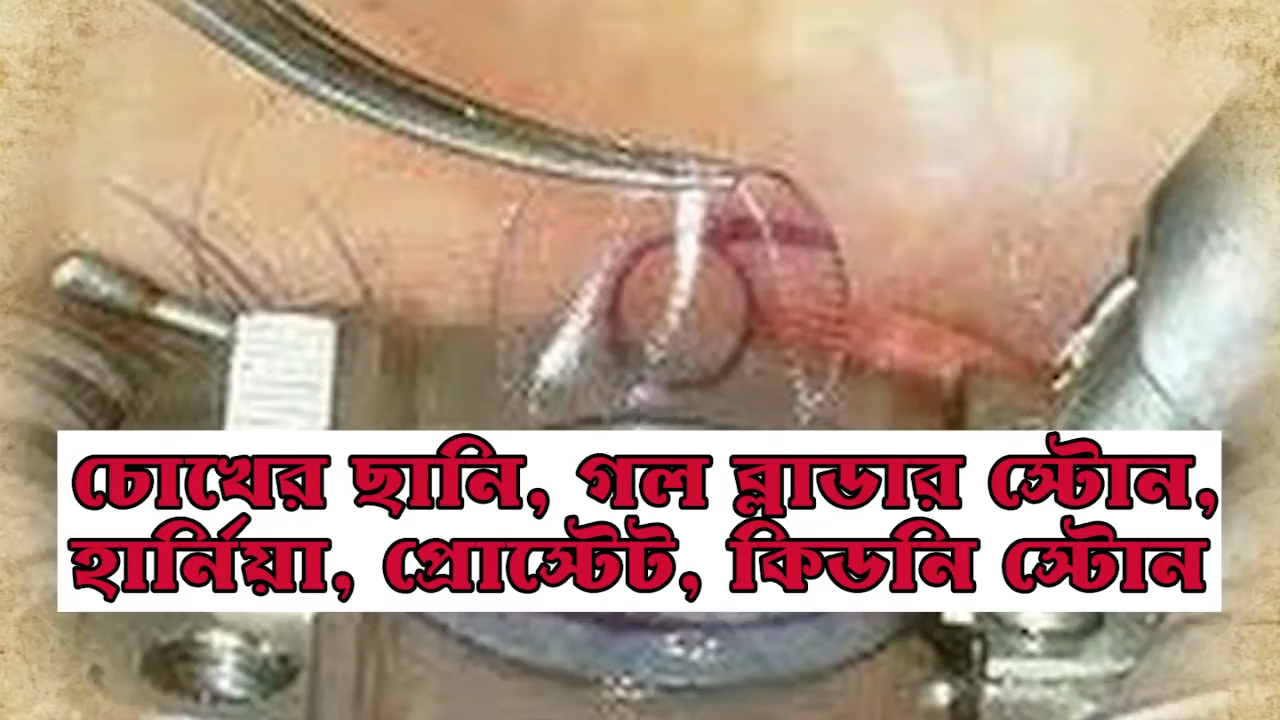 চোখের ছানি, গল ব্লাডার স্টোন,
হার্নিয়া, প্রোস্টেট, কিডনি স্টোন